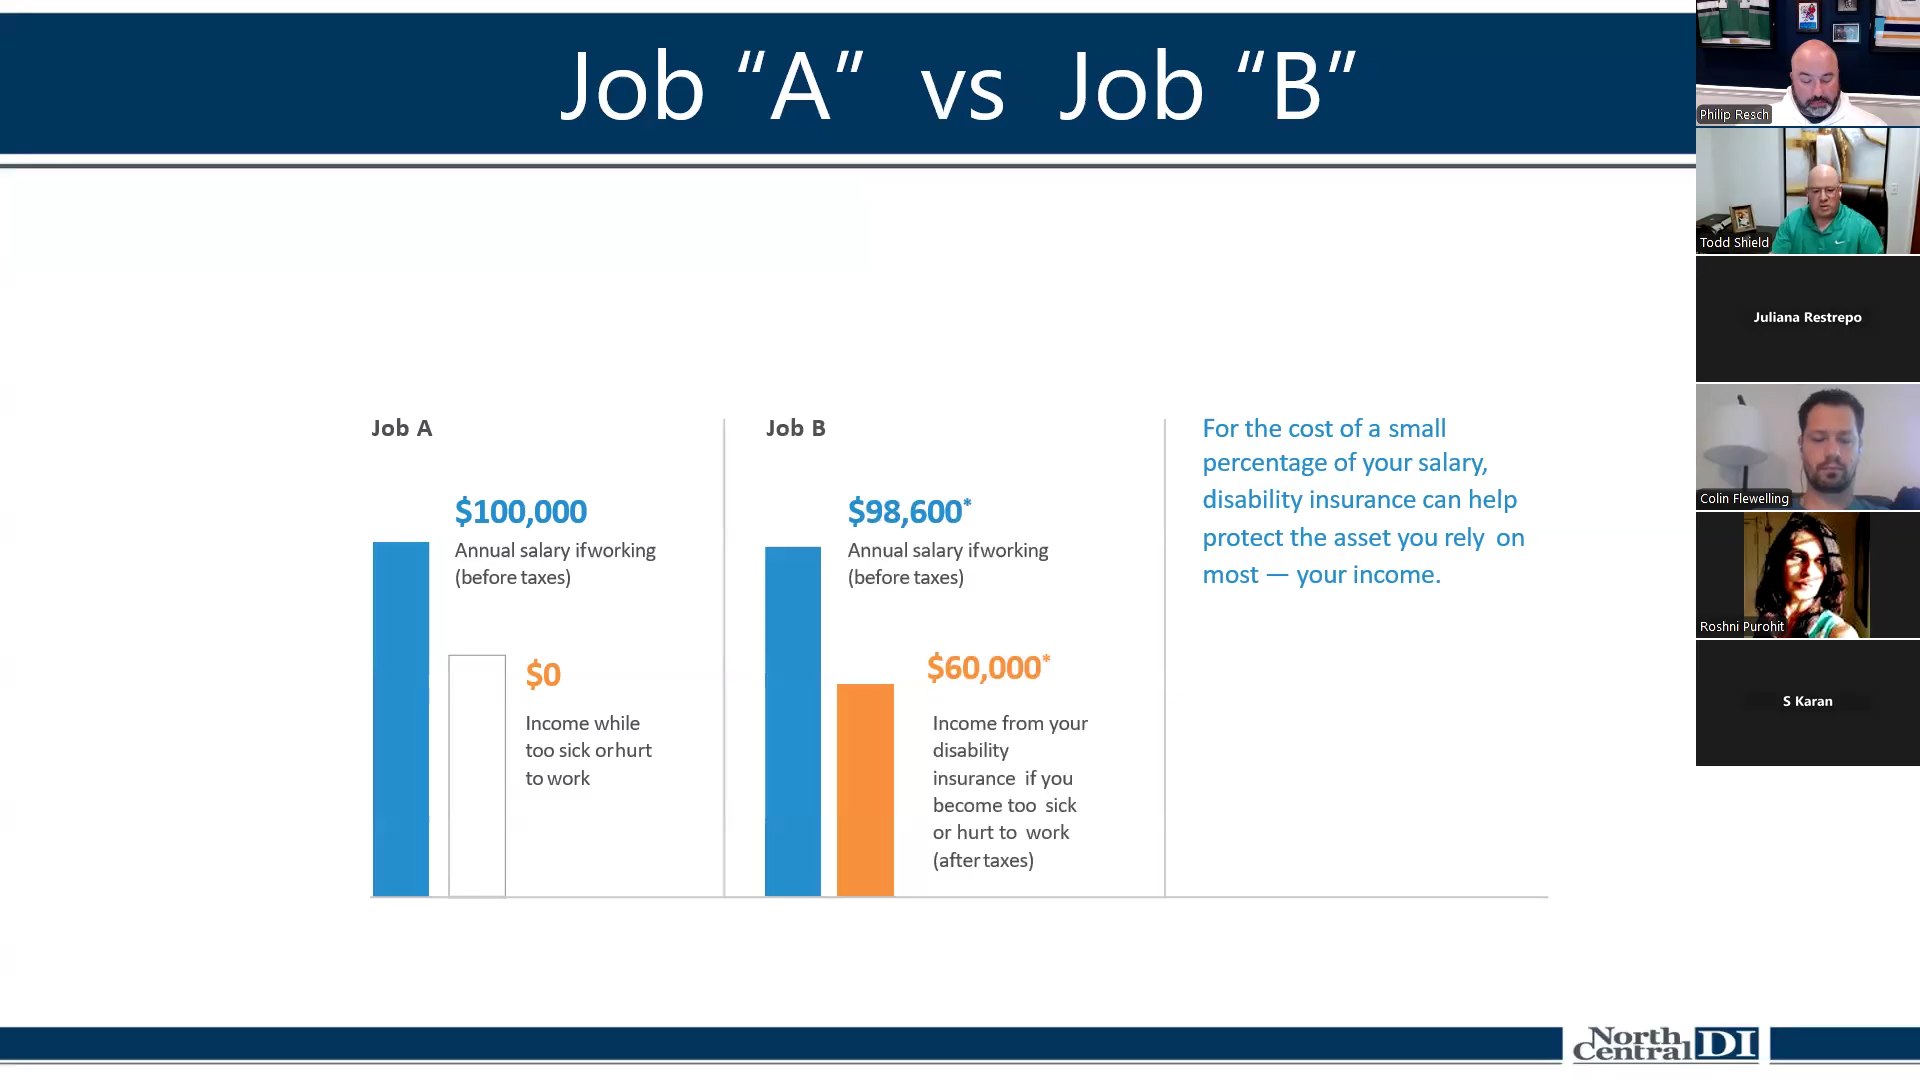 Job “A” vs Job “B”
Job A
$100,000
Annual salary ifworking
(before taxes)
$0
Income while
too sick orhurt
to work
Job B
$98,600*
Annual salary ifworking
(before taxes)
$60,000*
Income from your
disability
insurance if you
become too sick
or hurt to work
(after taxes)
For the cost of a small
percentage of your salary,
disability insurance can help
protect the asset you rely on
most — your income.
Philip Resch
Todd Shield
Juliana Restrepo
Colin Flewelling
Roshni Purohit
S Karan
North
Central DI